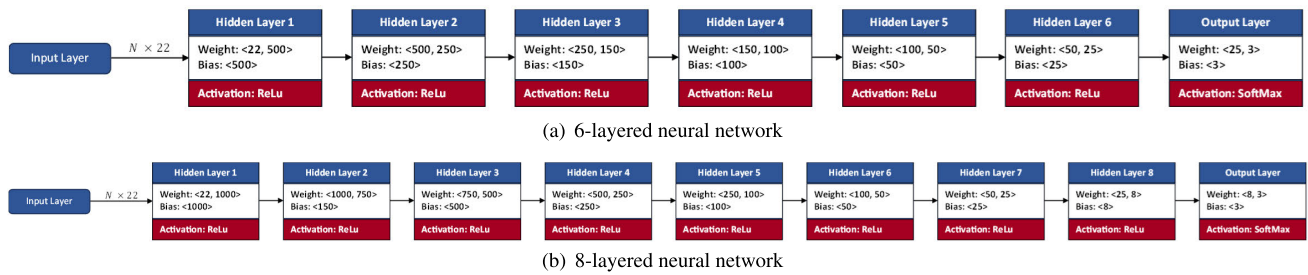 Hidden Layer 1 Hidden Layer 2 Hidden Layer 3 Hidden Layer 4 Hidden Layer 5 Hidden Layer 6 Output Layer
Input Layer N × 22 Weight: <22, 500> Weight: <500, 250> Weight: <250, 150> Weight: <150, 100> Weight: <100, 50> Weight: <50, 25> Weight: <25, 3>
Bias: <500> Bias: <250> Bias: <150> Bias: <100> Bias: <50> Bias: <25> Bias: <3>
Activation: ReLu Activation: ReLu Activation: ReLu Activation: ReLu Activation: ReLu Activation: ReLu Activation: SoftMax
(a) 6-layered neural network
Hidden Layer 1 Hidden Layer 2 Hidden Layer 3 Hidden Layer 4 Hidden Layer 5 Hidden Layer 6 Hidden Layer 7 Hidden Layer 8 Output Layer
Input Layer N × 22 Weight: <22, 1000> Weight: <1000, 750> Weight: <750, 500> Weight: <500, 250> Weight: <250, 100> Weight: <100, 50> Weight: <50, 25> Weight: <25, 8> Weight: <8, 3>
Bias: <1000> Bias: <150> Bias: <500> Bias: <250> Bias: <100> Bias: <50> Bias: <25> Bias: <8> Bias: <3>
Activation: ReLu Activation: ReLu Activation: ReLu Activation: ReLu Activation: ReLu Activation: ReLu Activation: ReLu Activation: ReLu Activation: SoftMax
(b) 8-layered neural network